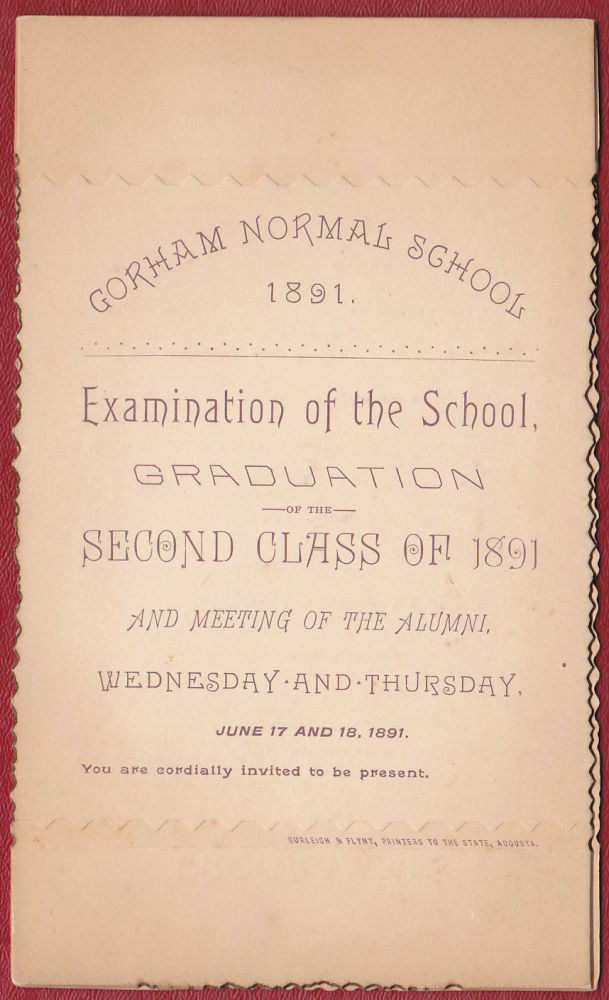 GORHAM NORMAL SCHOOL
1891.
Examination of the School,
GRADUATION
—OF THE—
SECOND CLASS OF 1891
AND MEETING OF THE ALUMNI,
WEDNESDAY·AND·THURSDAY,
JUNE 17 AND 18, 1891.
You are cordially invited to be present.
BURLEIGH & FLYNT, PRINTERS TO THE STATE, AUGUSTA.